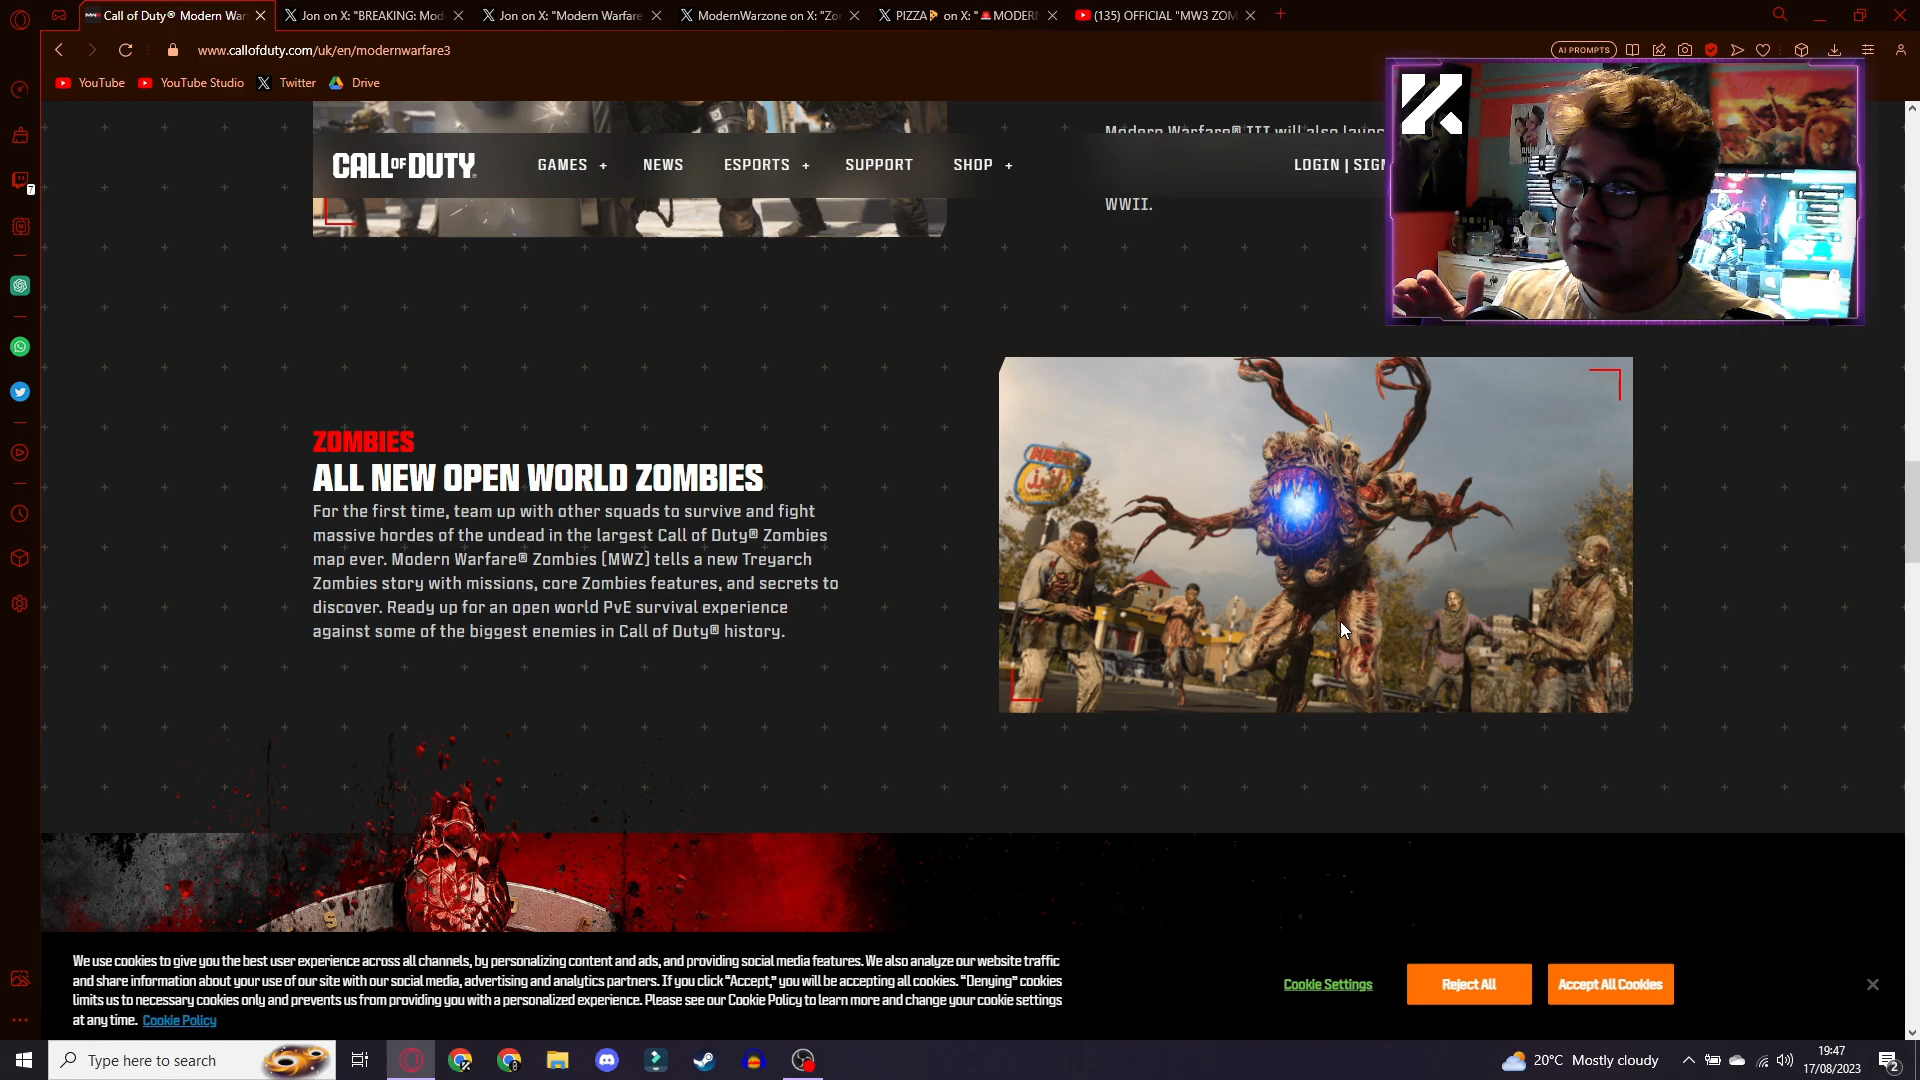 Call of Duty® Modern War
Jon on X: "BREAKING: Mod
Jon on X: "Modern Warfare
ModernWarzone on X: "Zo
PIZZA🍕 on X: "🚨MODERN
(135) OFFICIAL "MW3 ZOM
www.callofduty.com/uk/en/modernwarfare3
AI PROMPTS
YouTube
YouTube Studio
Twitter
Drive
7
Modern Warfare® III will also launc
CALL OF DUTY
GAMES +
NEWS
ESPORTS +
SUPPORT
SHOP +
LOGIN | SIGN
WWII.
ZOMBIES
ALL NEW OPEN WORLD ZOMBIES
For the first time, team up with other squads to survive and fight
massive hordes of the undead in the largest Call of Duty® Zombies
map ever. Modern Warfare® Zombies (MWZ) tells a new Treyarch
Zombies story with missions, core Zombies features, and secrets to
discover. Ready up for an open world PvE survival experience
against some of the biggest enemies in Call of Duty® history.
We use cookies to give you the best user experience across all channels, by personalizing content and ads, and providing social media features. We also analyze our website traffic
and share information about your use of our site with our social media, advertising and analytics partners. If you click "Accept," you will be accepting all cookies. "Denying" cookies
limits us to necessary cookies only and prevents us from providing you with a personalized experience. Please see our Cookie Policy to learn more and change your cookie settings
at any time. Cookie Policy
Cookie Settings
Reject All
Accept All Cookies
Type here to search
20°C Mostly cloudy
19:47
17/08/2023
2